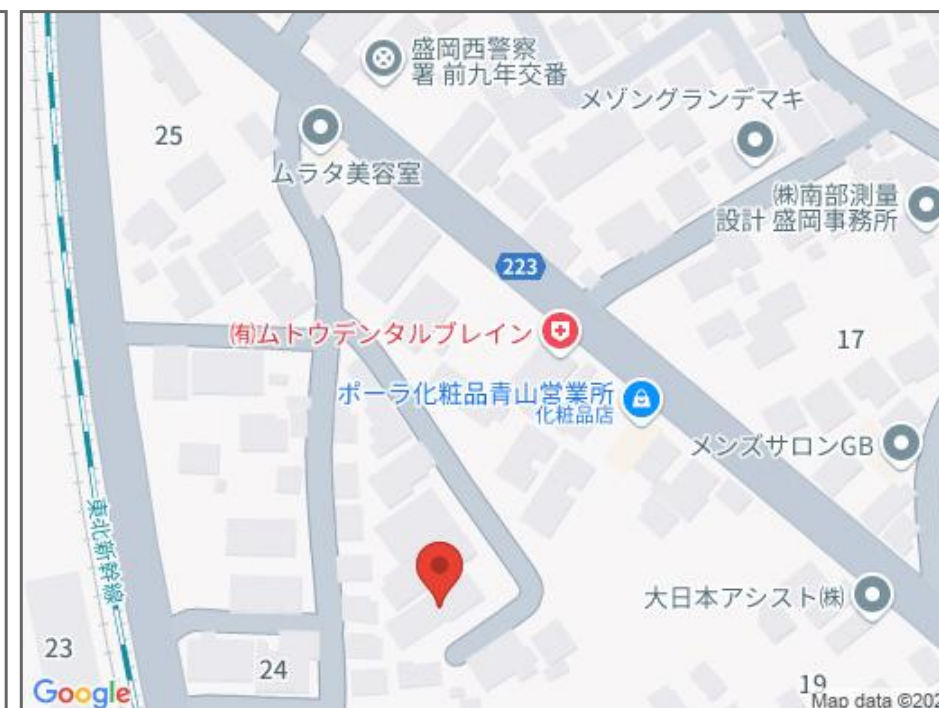 盛岡西警察
署 前九年交番
メゾングランデマキ
25
ムラタ美容室
㈱南部測量
設計 盛岡事務所
223
㈲ムトウデンタルブレイン
17
ポーラ化粧品青山営業所
化粧品店
メンズサロンGB
東北新幹線
大日本アシスト㈱
23
24
19
Google
Map data ©202